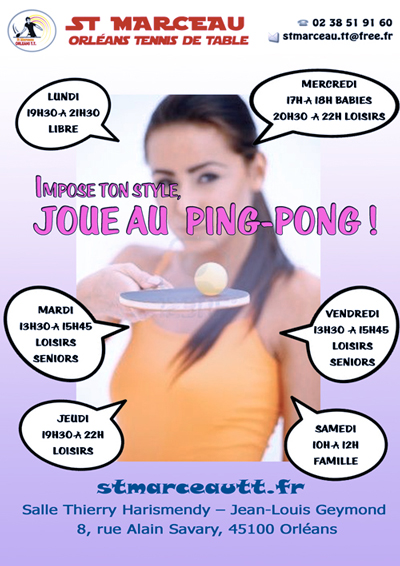 ST MARCEAU
ORLÉANS TENNIS DE TABLE
02 38 51 91 60
stmarceau.tt@free.fr
LUNDI
19H30-A 21H30
LIBRE
MERCREDI
17H-A 18H BABIES
20H30 -A 22H LOISIRS
IMPOSE TON STYLE,
JOUE AU PING-PONG !
MARDI
13H30-A 15H45
LOISIRS
SENIORS
VENDREDI
13H30 -A 15H45
LOISIRS
SENIORS
JEUDI
19H30-A 22H
LOISIRS
SAMEDI
10H-A 12H
FAMILLE
stmarceautt.fr
Salle Thierry Harismendy – Jean-Louis Geymond
8, rue Alain Savary, 45100 Orléans